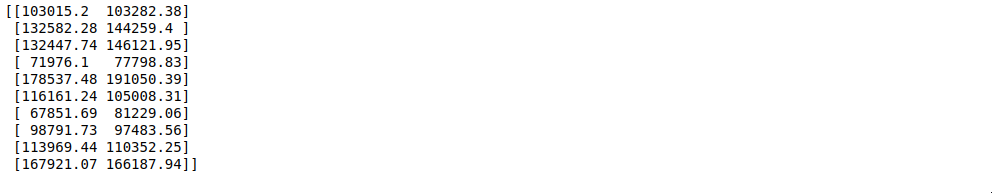 [[103015.2  103282.38]
 [132582.28 144259.4 ]
 [132447.74 146121.95]
 [ 71976.1   77798.83]
 [178537.48 191050.39]
 [116161.24 105008.31]
 [ 67851.69  81229.06]
 [ 98791.73  97483.56]
 [113969.44 110352.25]
 [167921.07 166187.94]]